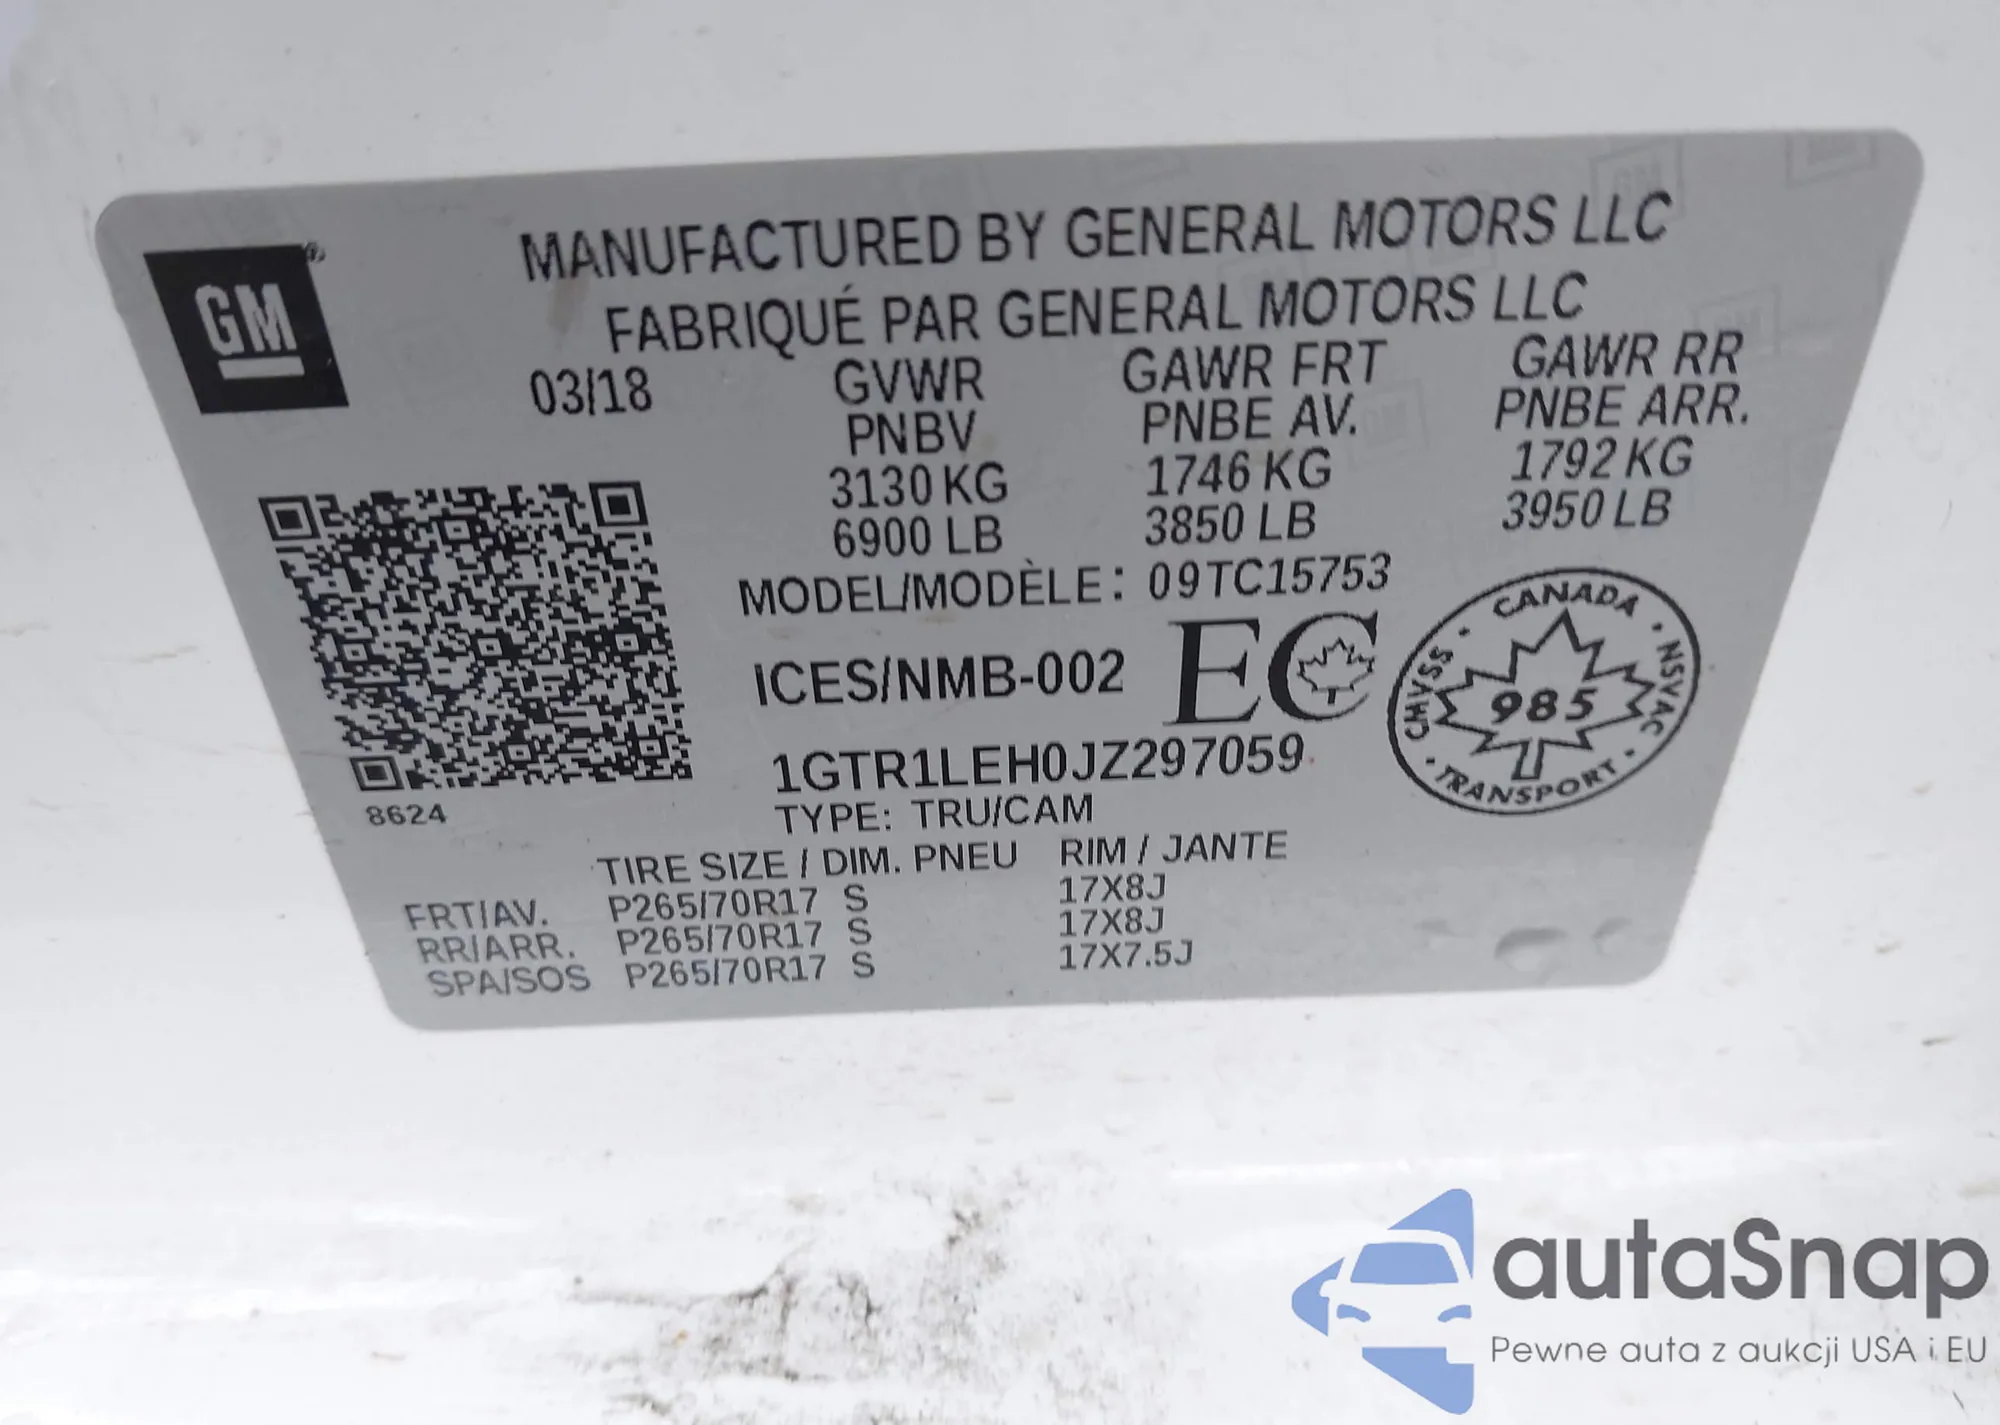 GM
MANUFACTURED BY GENERAL MOTORS LLC
FABRIQUÉ PAR GENERAL MOTORS LLC
03/18
GVWR
PNBV
3130 KG
6900 LB
GAWR FRT
PNBE AV.
1746 KG
3850 LB
GAWR RR
PNBE ARR.
1792 KG
3950 LB
MODEL/MODÈLE: 09TC15753
ICES/NMB-002 EC
CANADA · NSVAC · TRANSPORT · CMVSS ·
985
1GTR1LEH0JZ297059
8624
TYPE: TRU/CAM
TIRE SIZE / DIM. PNEU RIM / JANTE
FRT/AV. P265/70R17 S 17X8J
RR/ARR. P265/70R17 S 17X8J
SPA/SOS P265/70R17 S 17X7.5J
autaSnap
Pewne auta z aukcji USA i EU